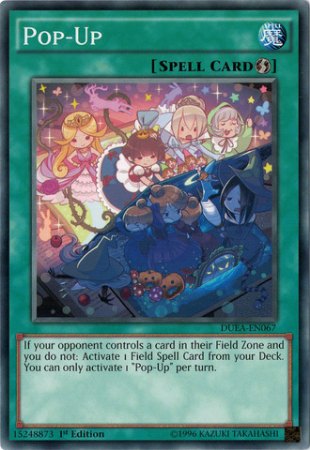 Pop-Up
魔
[Spell Card]
DUEA-EN067
If your opponent controls a card in their Field Zone and
you do not: Activate 1 Field Spell Card from your Deck.
You can only activate 1 "Pop-Up" per turn.
15248873 1st Edition ©1996 KAZUKI TAKAHASHI